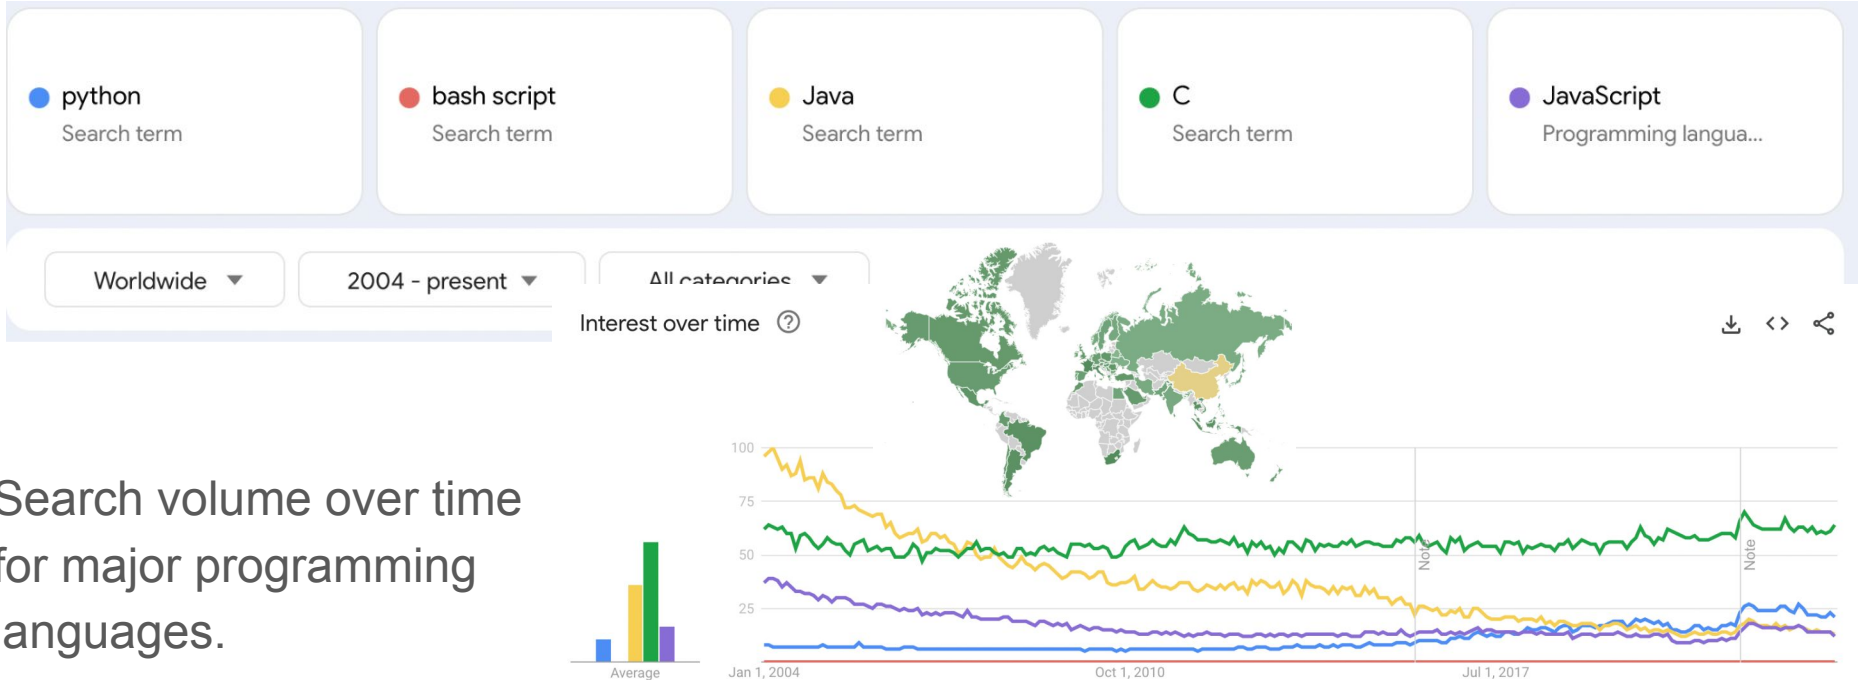 python
Search term
bash script
Search term
Java
Search term
C
Search term
JavaScript
Programming langua...
Worldwide
2004 - present
All categories
Interest over time
Search volume over time
for major programming
languages.
100
75
50
25
Note
Note
Average
Jan 1, 2004
Oct 1, 2010
Jul 1, 2017